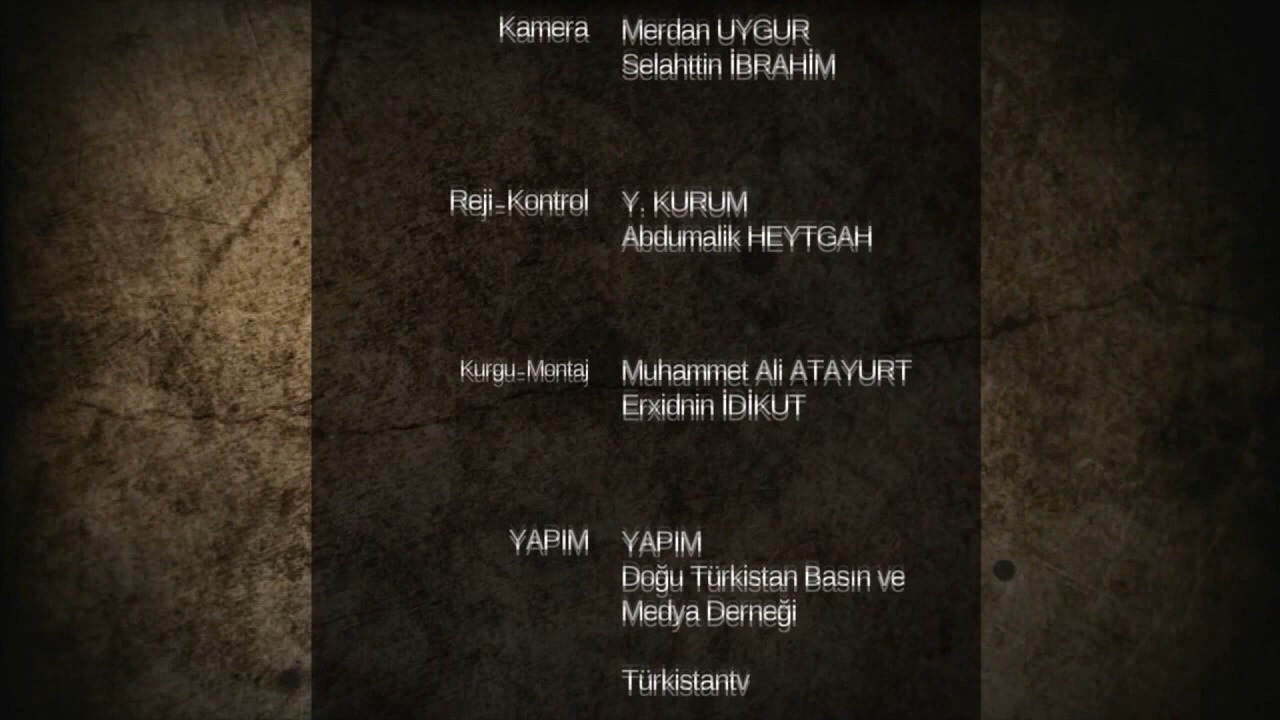 Kamera Merdan UYGUR
Selahttin İBRAHİM
Reji-Kontrol Y. KURUM
Abdumalik HEYTGAH
Kurgu-Montaj Muhammet Ali ATAYURT
Erxidnin İDİKUT
YAPIM YAPIM
Doğu Türkistan Basın ve
Medya Derneği
Türkistantv